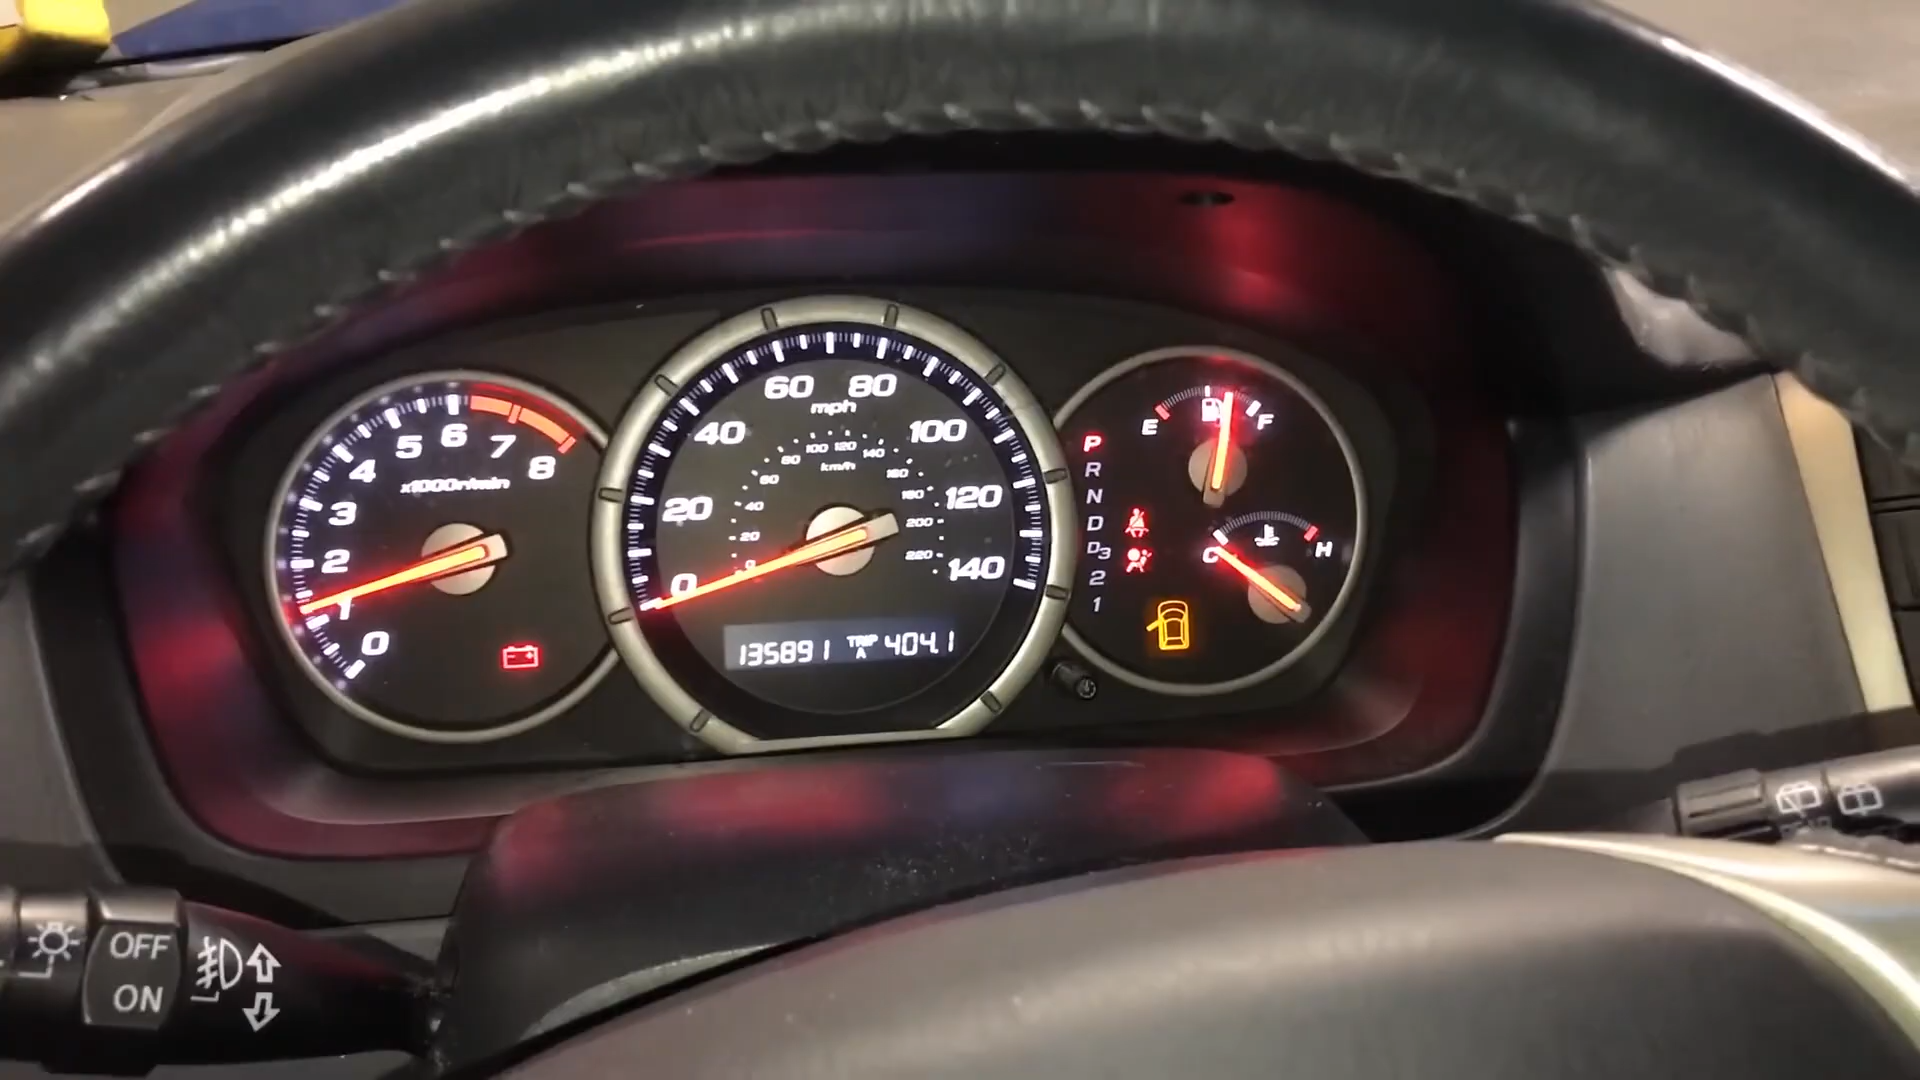 5 6 7
4 8
x1000r/min
3
2
1
0
60 80
mph
40 100
20 120
0 140
80 100 120 140
km/h
60 160
40 180
20 200
0 220
135891 TRIP A 404.1
P
R
N
D
D3
2
1
E F
C H
OFF
ON